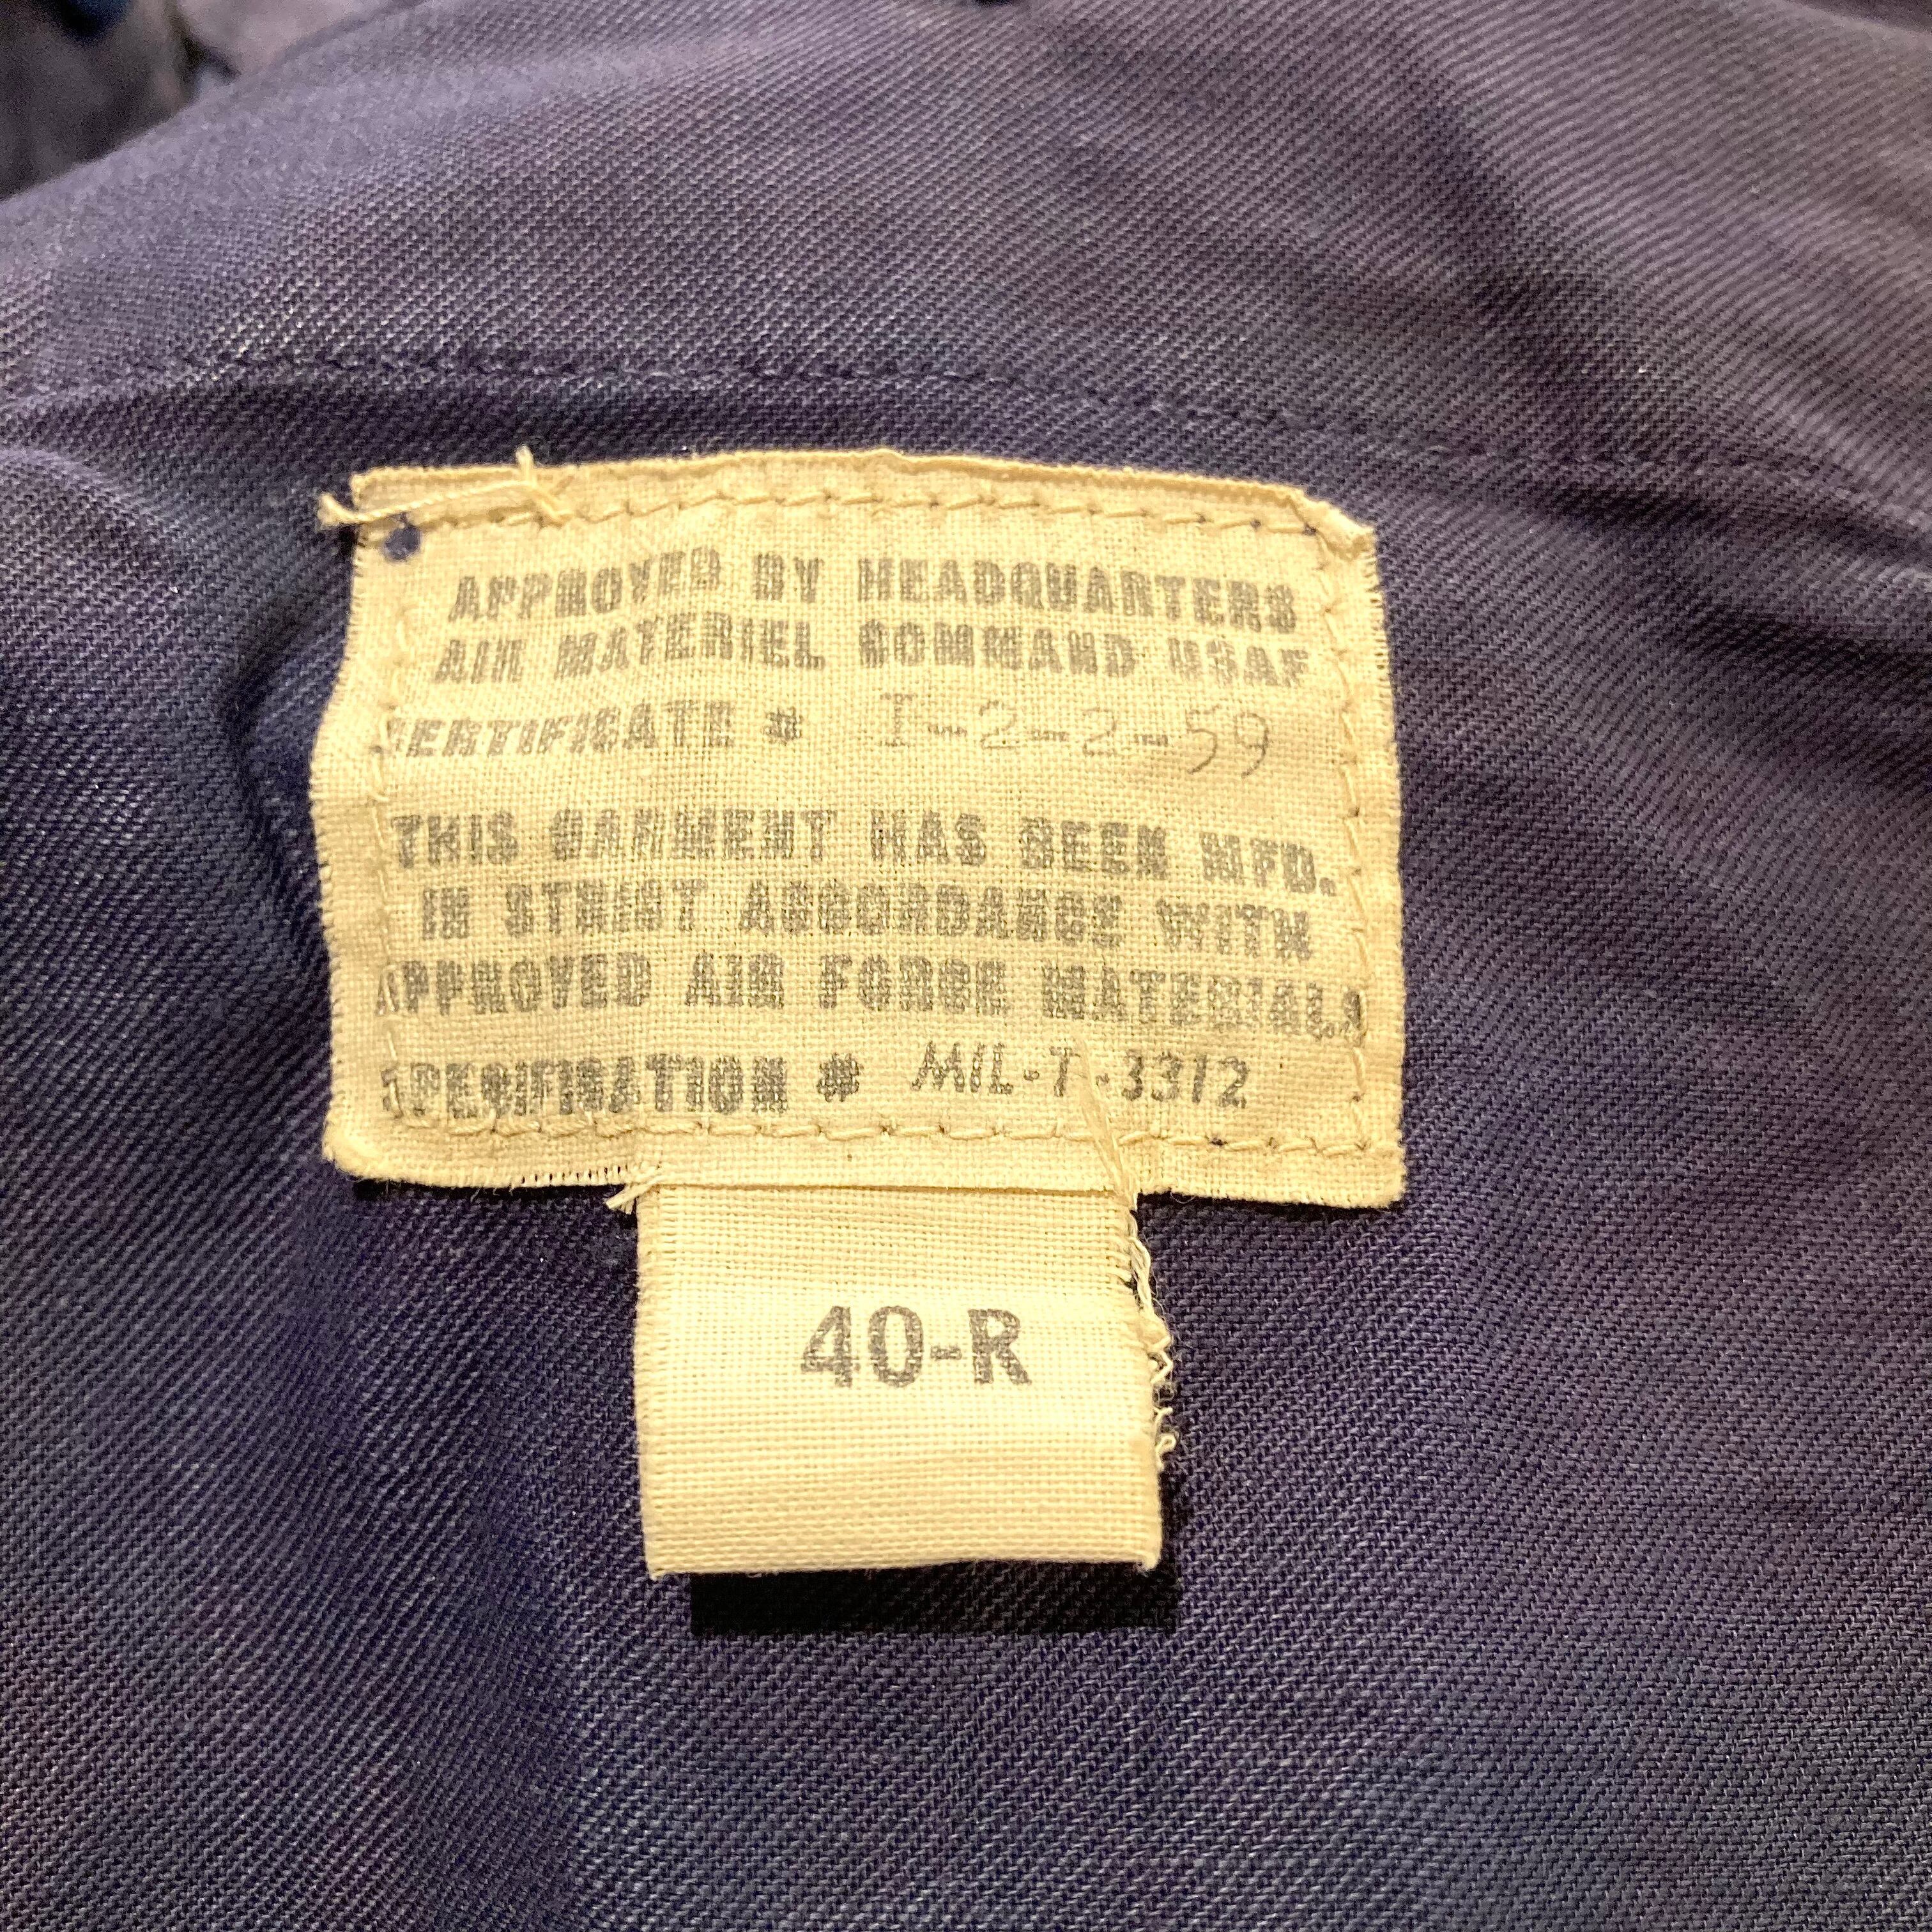 APPROVED BY HEADQUARTERS
AIR MATERIEL COMMAND USAF
CERTIFICATE # I-2-2-59
THIS GARMENT HAS BEEN MFD.
IN STRICT ACCORDANCE WITH
APPROVED AIR FORCE MATERIALS
SPECIFICATION # MIL-T-3312
40-R